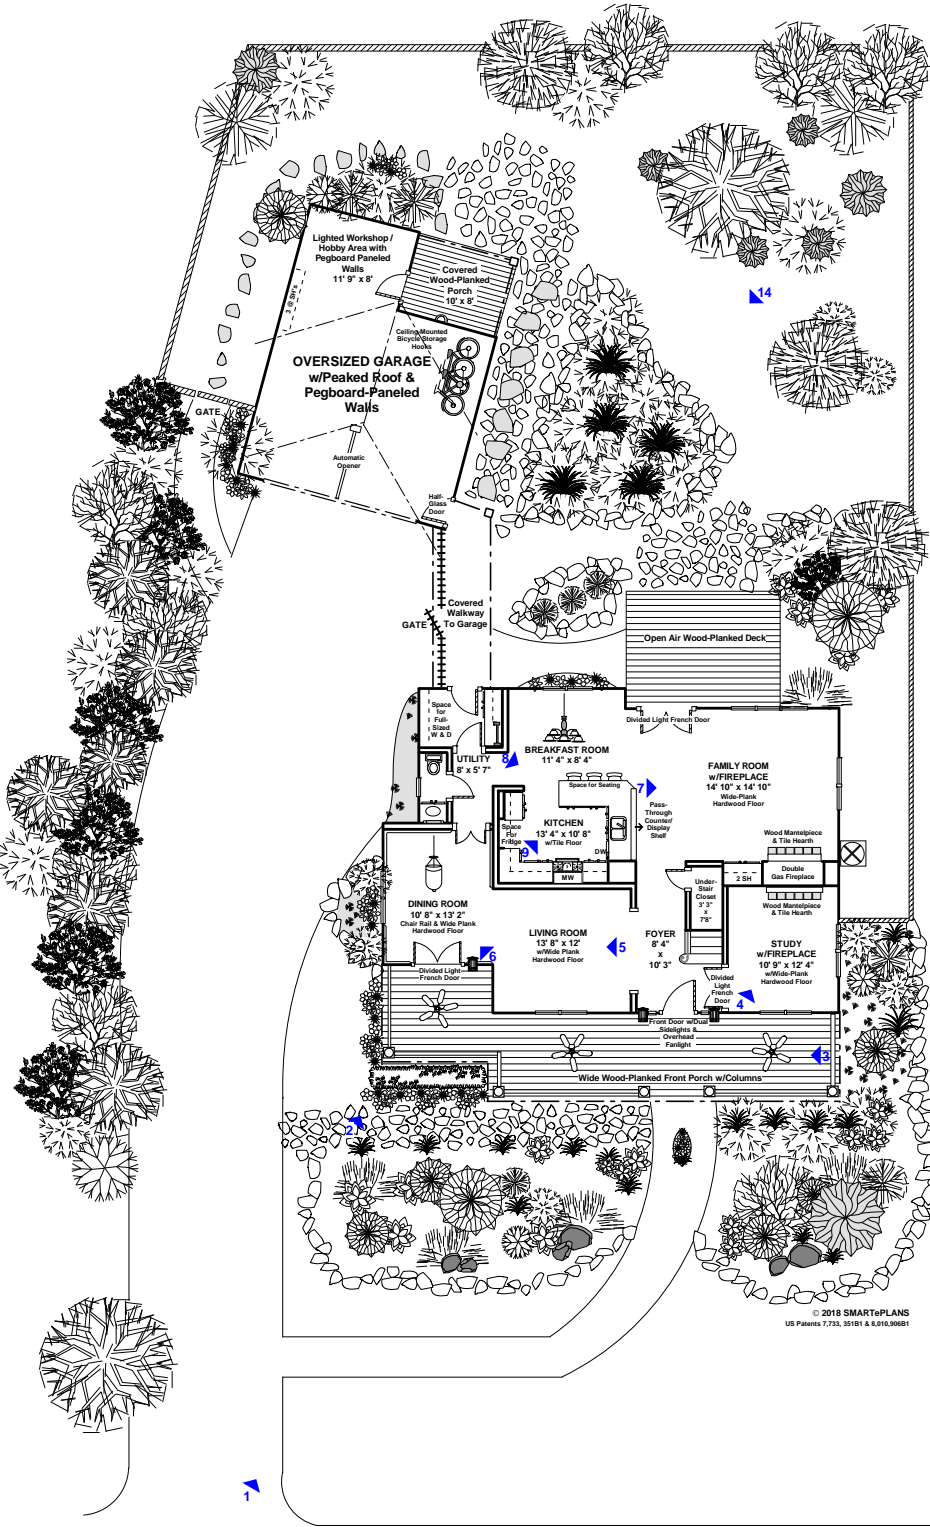 Lighted Workshop /
Hobby Area with
Pegboard Paneled
Walls
11' 9" x 8'
Covered
Wood-Planked
Porch
10' x 8'
3 @ SH's
14
Ceiling-Mounted
Bicycle Storage
Hooks
OVERSIZED GARAGE
w/Peaked Roof &
Pegboard-Paneled
Walls
GATE
Automatic
Opener
Half-
Glass
Door
Covered
Walkway
To Garage
GATE
Open Air Wood-Planked Deck
Space
for
Full-
Sized
W & D
Divided Light French Door
UTILITY
8' x 5' 7"
8
BREAKFAST ROOM
11' 4" x 8' 4"
FAMILY ROOM
w/FIREPLACE
14' 10" x 14' 10"
Wide-Plank
Hardwood Floor
Space for Seating
7
Pass-
Through
Counter/
Display
Shelf
KITCHEN
13' 4" x 10' 8"
w/Tile Floor
Space
For
Fridge
9
DW
MW
Wood Mantelpiece
& Tile Hearth
Double
Gas Fireplace
2 SH
Under-
Stair
Closet
3' 3"
x
7'8"
Wood Mantelpiece
& Tile Hearth
DINING ROOM
10' 8" x 13' 2"
Chair Rail & Wide Plank
Hardwood Floor
LIVING ROOM
13' 8" x 12'
w/Wide Plank
Hardwood Floor
5
FOYER
8' 4"
x
10' 3"
STUDY
w/FIREPLACE
10' 9" x 12' 4"
w/Wide-Plank
Hardwood Floor
6
Divided Light
French Door
Divided
Light
French
Door
4
Front Door w/Dual
Sidelights &
Overhead
Fanlight
3
Wide Wood-Planked Front Porch w/Columns
2
© 2018 SMARTePLANS
US Patents 7,733, 351B1 & 8,010,906B1
1